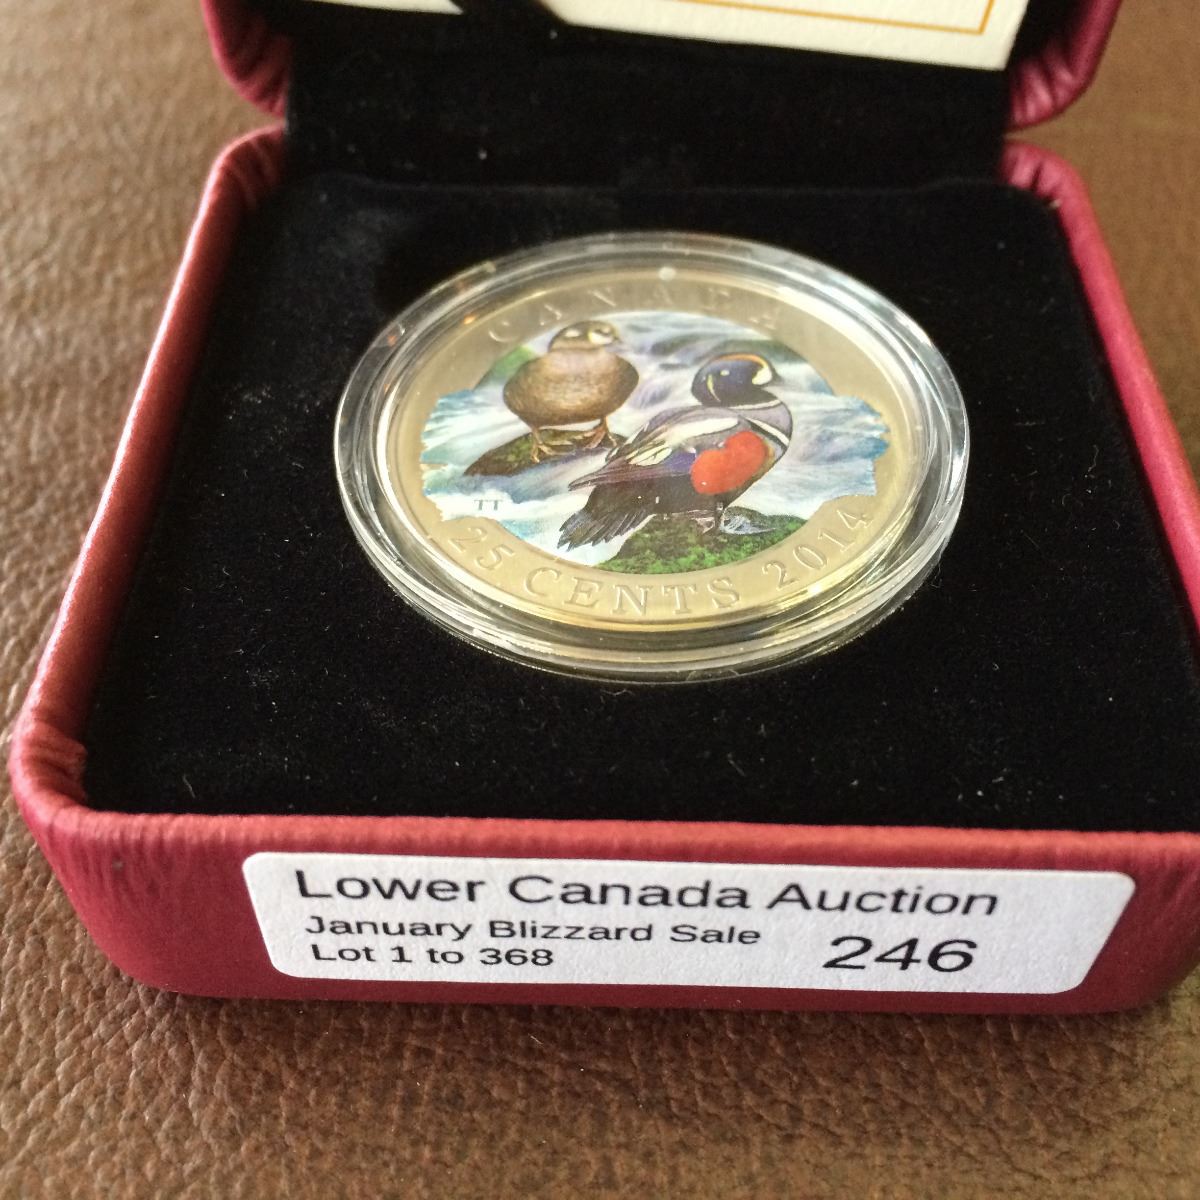 CANADA
TT
25 CENTS 2014
Lower Canada Auction
January Blizzard Sale
Lot 1 to 368 246